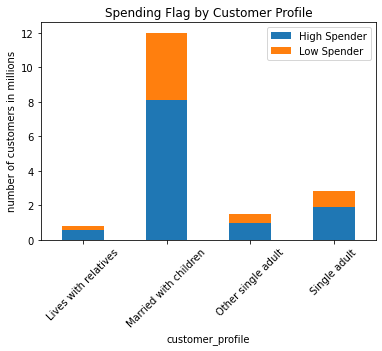 Spending Flag by Customer Profile
High Spender
Low Spender
number of customers in millions
12
10
8
6
4
2
0
Lives with relatives
Married with children
Other single adult
Single adult
customer_profile